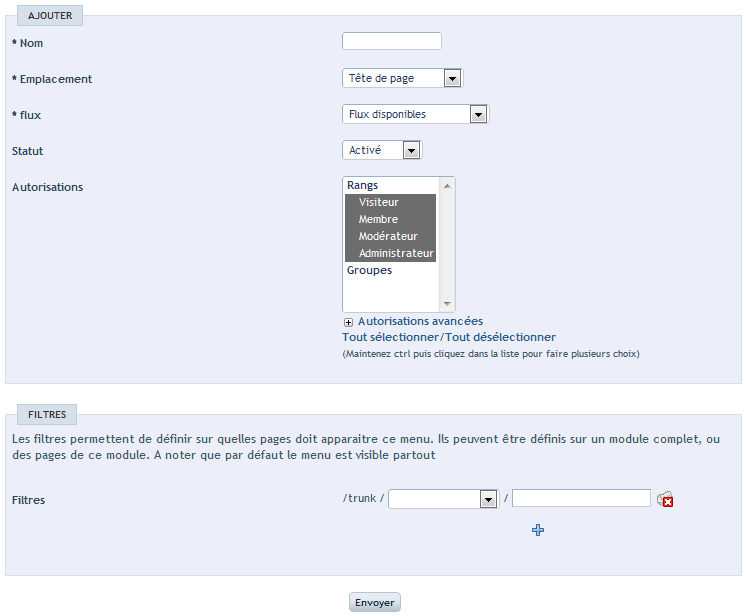 AJOUTER
* Nom
* Emplacement
Tête de page
* flux
Flux disponibles
Statut
Activé
Autorisations
Rangs
Visiteur
Membre
Modérateur
Administrateur
Groupes
Autorisations avancées
Tout sélectionner/Tout désélectionner
(Maintenez ctrl puis cliquez dans la liste pour faire plusieurs choix)
FILTRES
Les filtres permettent de définir sur quelles pages doit apparaitre ce menu. Ils peuvent être définis sur un module complet, ou
des pages de ce module. A noter que par défaut le menu est visible partout
Filtres
/trunk / /
Envoyer